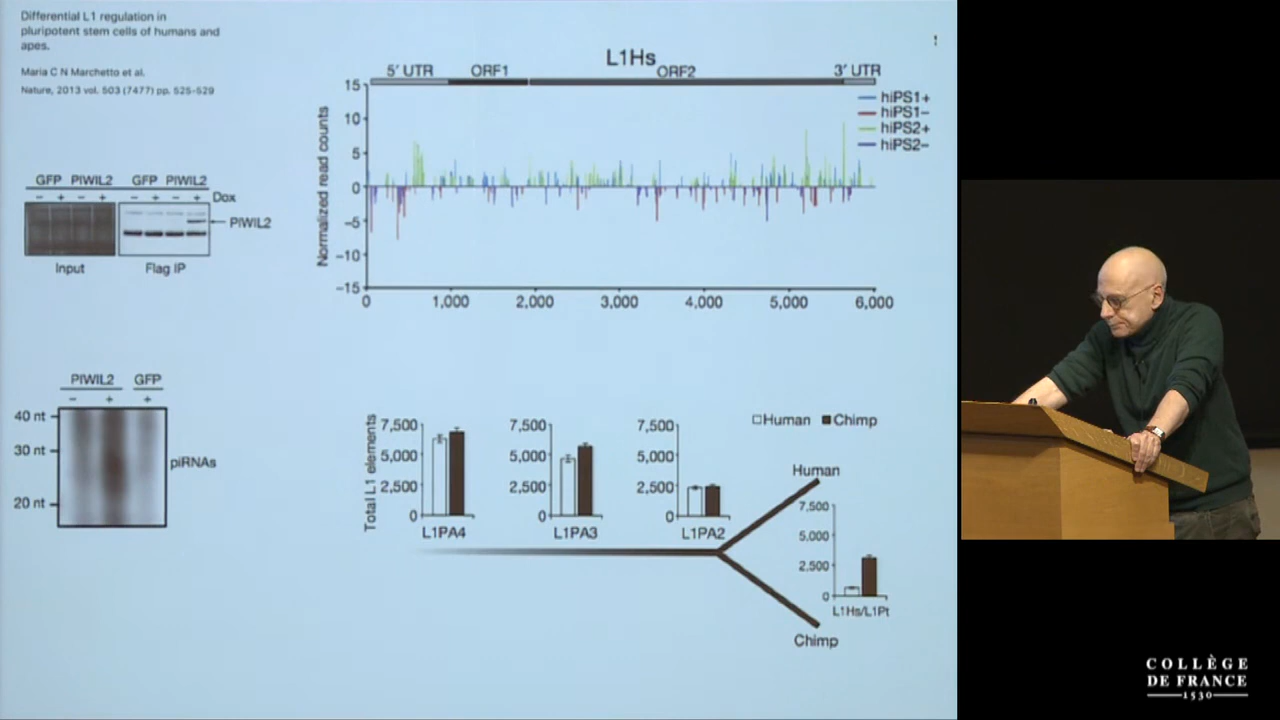 Differential L1 regulation in
pluripotent stem cells of humans and
apes.
Maria C N Marchetto et al.
Nature, 2013 vol. 503 (7477) pp. 525-529
L1Hs
5' UTR ORF1 ORF2 3' UTR
15
10
5
0
−5
−10
−15
Normalized read counts
0 1,000 2,000 3,000 4,000 5,000 6,000
hiPS1+
hiPS1−
hiPS2+
hiPS2−
GFP PIWIL2 GFP PIWIL2
− + − + − + − + Dox
PIWIL2
Input Flag IP
PIWIL2 GFP
− + +
40 nt
30 nt
piRNAs
20 nt
Human Chimp
Total L1 elements
7,500 7,500 7,500
5,000 5,000 5,000
2,500 2,500 2,500
0 0 0
L1PA4 L1PA3 L1PA2
Human
7,500
5,000
2,500
0
L1Hs/L1Pt
Chimp
COLLÈGE
DE FRANCE
1530